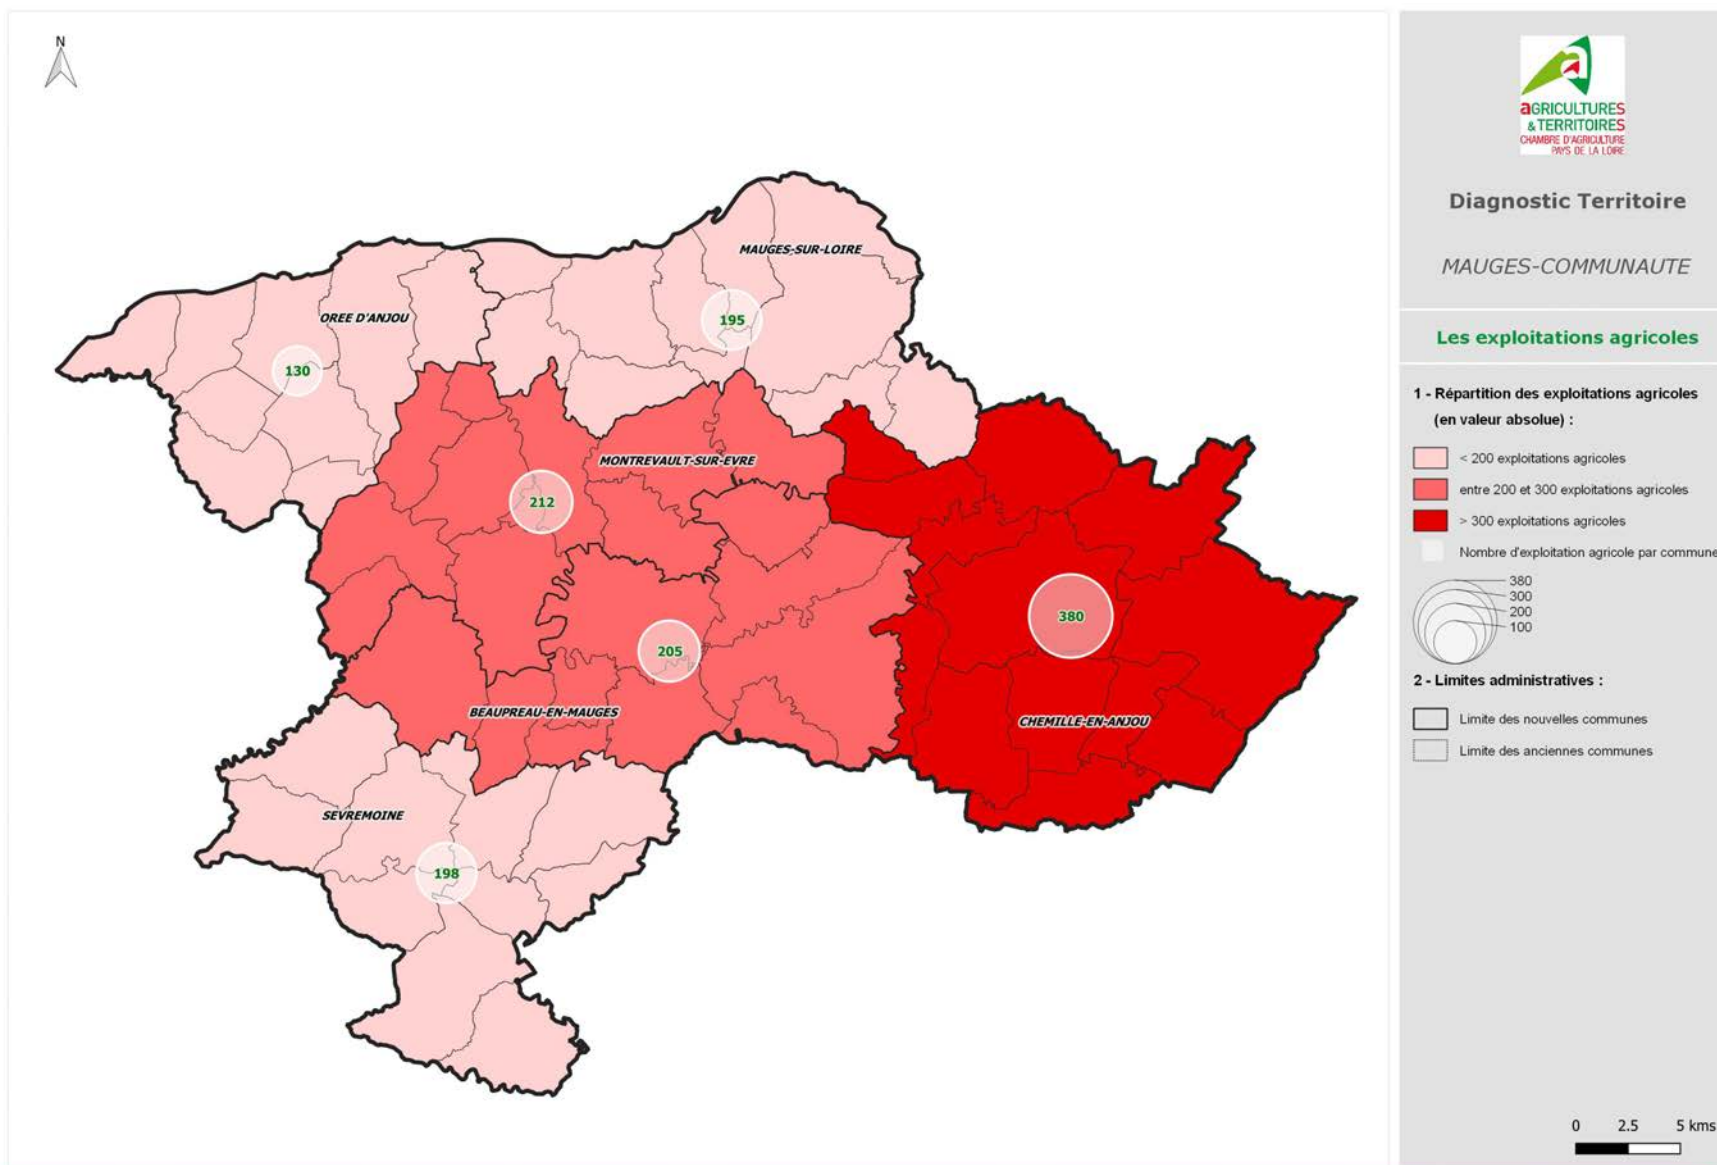 N
MAUGES-SUR-LOIRE
195
OREE D'ANJOU
130
MONTREVAULT-SUR-EVRE
212
205
380
BEAUPREAU-EN-MAUGES
CHEMILLE-EN-ANJOU
SEVREMOINE
198
aGRICULTURES
& TERRITOIRES
CHAMBRE D'AGRICULTURE
PAYS DE LA LOIRE
Diagnostic Territoire
MAUGES-COMMUNAUTE
Les exploitations agricoles
1 - Répartition des exploitations agricoles
(en valeur absolue) :
< 200 exploitations agricoles
entre 200 et 300 exploitations agricoles
> 300 exploitations agricoles
Nombre d'exploitation agricole par commune
380
300
200
100
2 - Limites administratives :
Limite des nouvelles communes
Limite des anciennes communes
0 2.5 5 kms